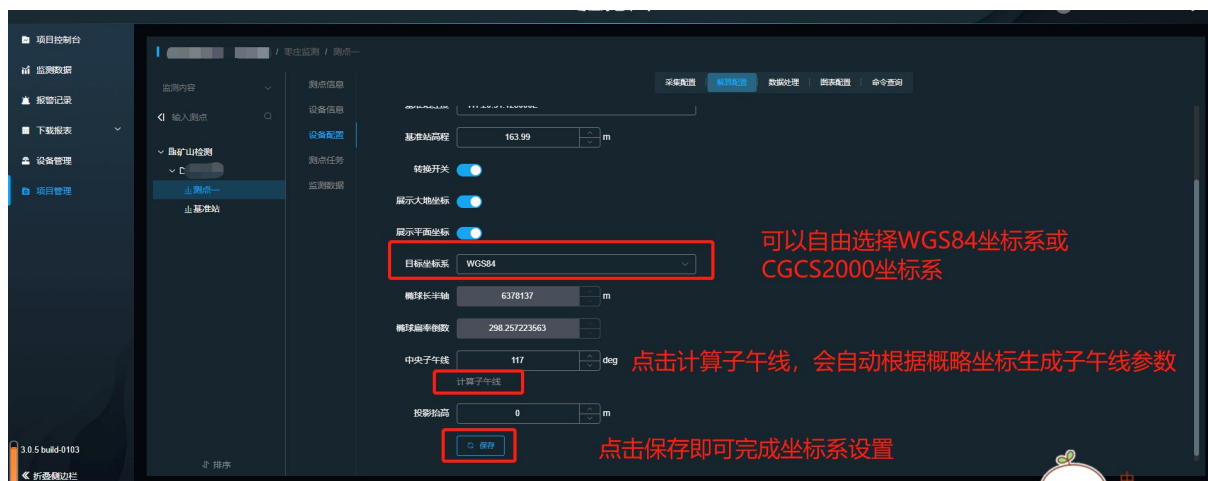 项目控制台
监测数据
报警记录
下载报表
设备管理
项目管理
3.0.5 build-0103
折叠侧边栏
/ 枣庄监测 / 测点一
监测内容
输入测点
矿山检测
测点一
基准站
排序
测点信息
设备信息
设备配置
测点任务
监测数据
采集配置 解算配置 数据处理 图表配置 命令查询
基准站高程 163.99 m
转换开关
展示大地坐标
展示平面坐标
目标坐标系 WGS84
可以自由选择WGS84坐标系或
CGCS2000坐标系
椭球长半轴 6378137 m
椭球扁率倒数 298.257223563
中央子午线 117 deg
点击计算子午线，会自动根据概略坐标生成子午线参数
计算子午线
投影抬高 0 m
保存
点击保存即可完成坐标系设置